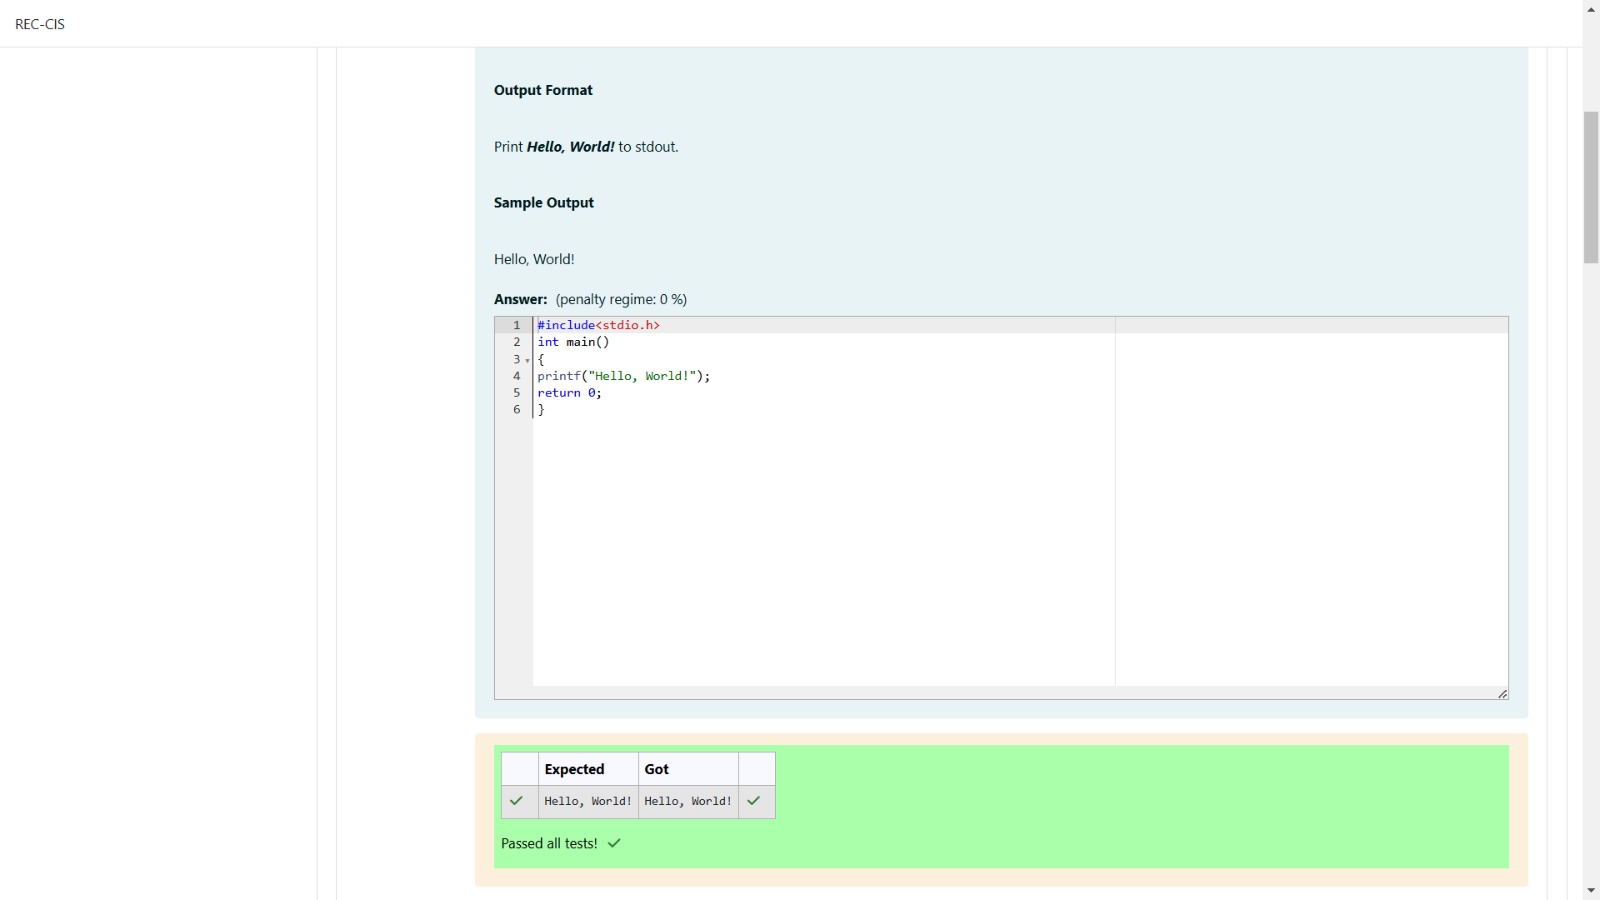 REC-CIS
Output Format
Print Hello, World! to stdout.
Sample Output
Hello, World!
Answer: (penalty regime: 0 %)
1 #include<stdio.h>
2 int main()
3 {
4 printf("Hello, World!");
5 return 0;
6 }
Expected Got
Hello, World! Hello, World!
Passed all tests!